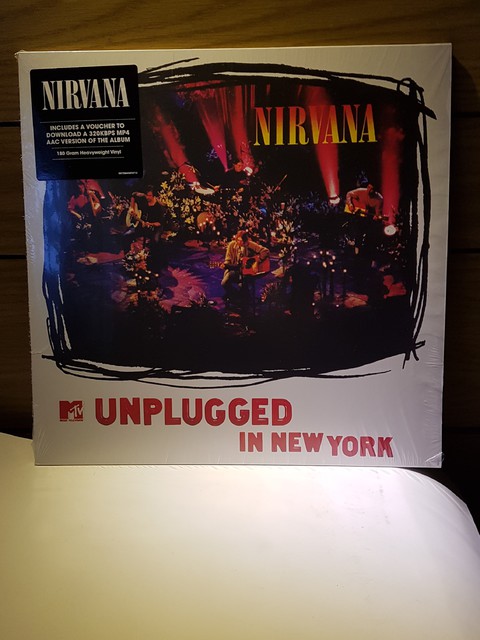 NIRVANA
INCLUDES A VOUCHER TO
DOWNLOAD A 320KBPS MP4
AAC VERSION OF THE ALBUM
180 Gram Heavyweight Vinyl
NIRVANA
MTV
UNPLUGGED
IN NEW YORK